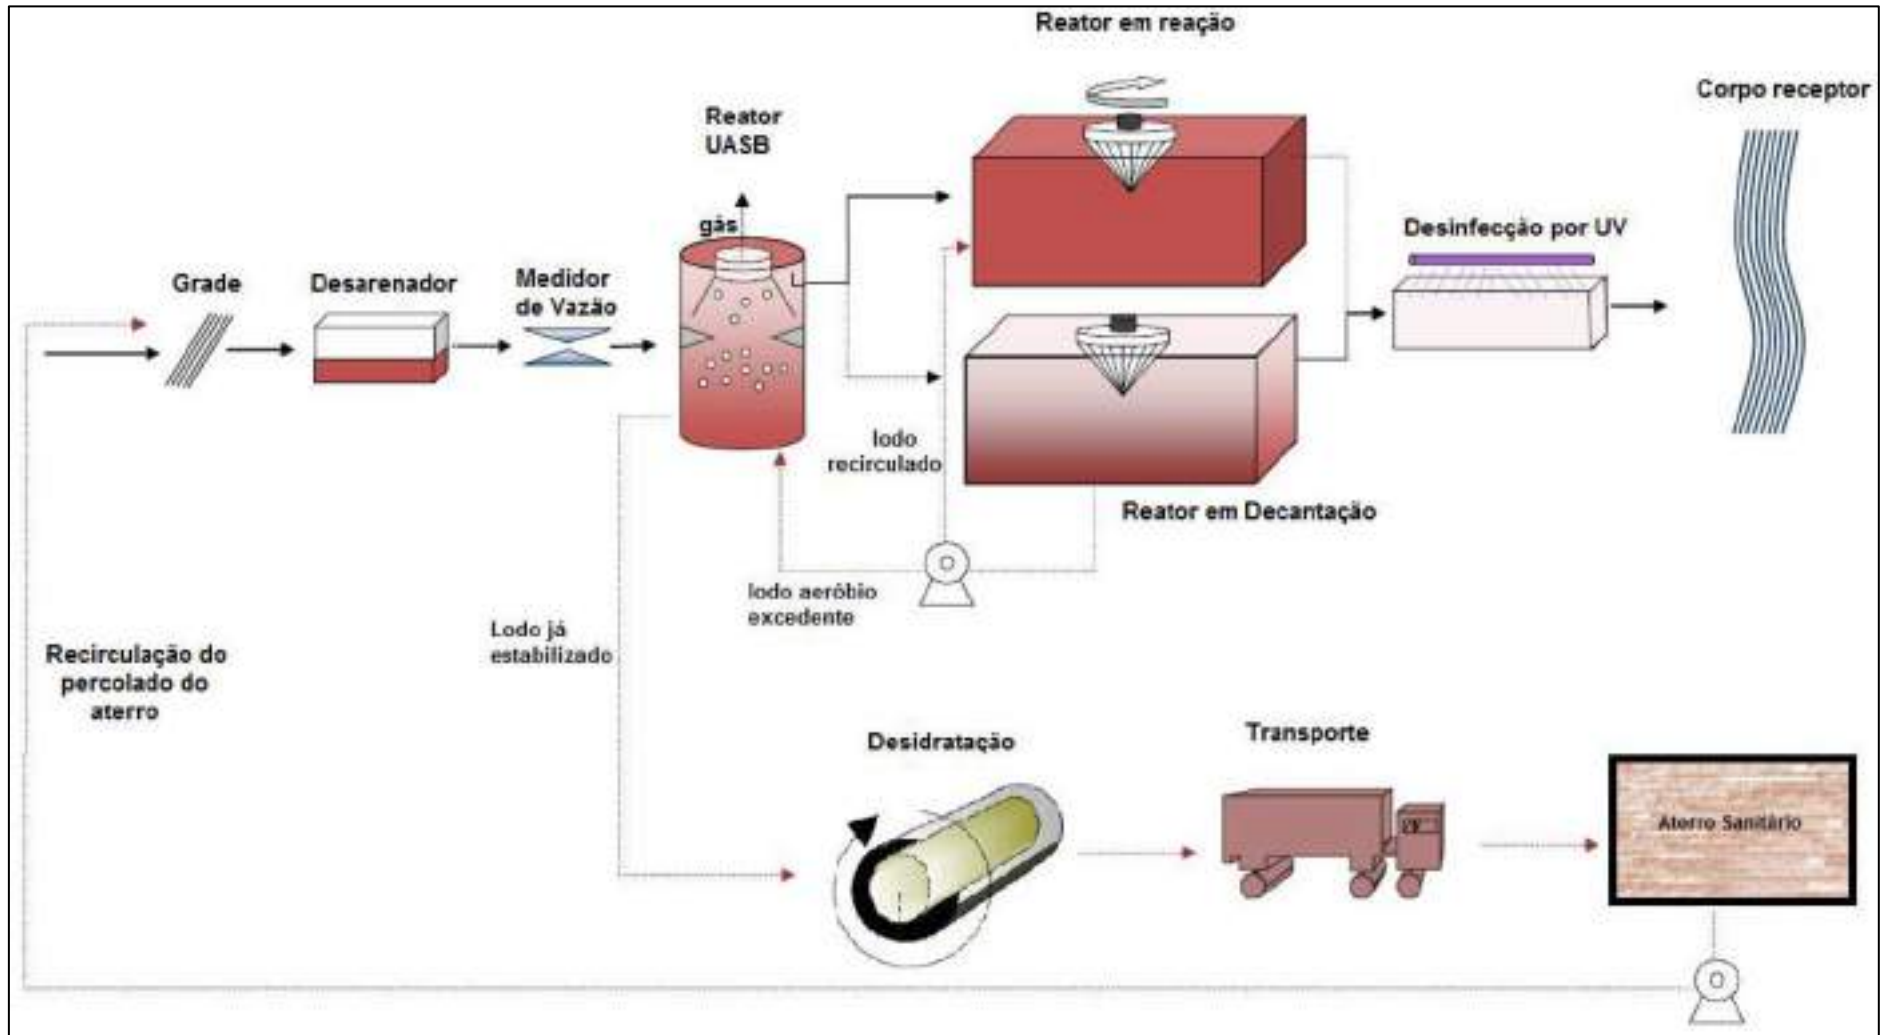 Reator em reação
Corpo receptor
Reator
UASB
gás
Desinfecção por UV
Grade
Desarenador
Medidor
de Vazão
lodo
recirculado
Reator em Decantação
lodo aeróbio
excedente
Lodo já
estabilizado
Recirculação do
percolado do
aterro
Desidratação
Transporte
Aterro Sanitário